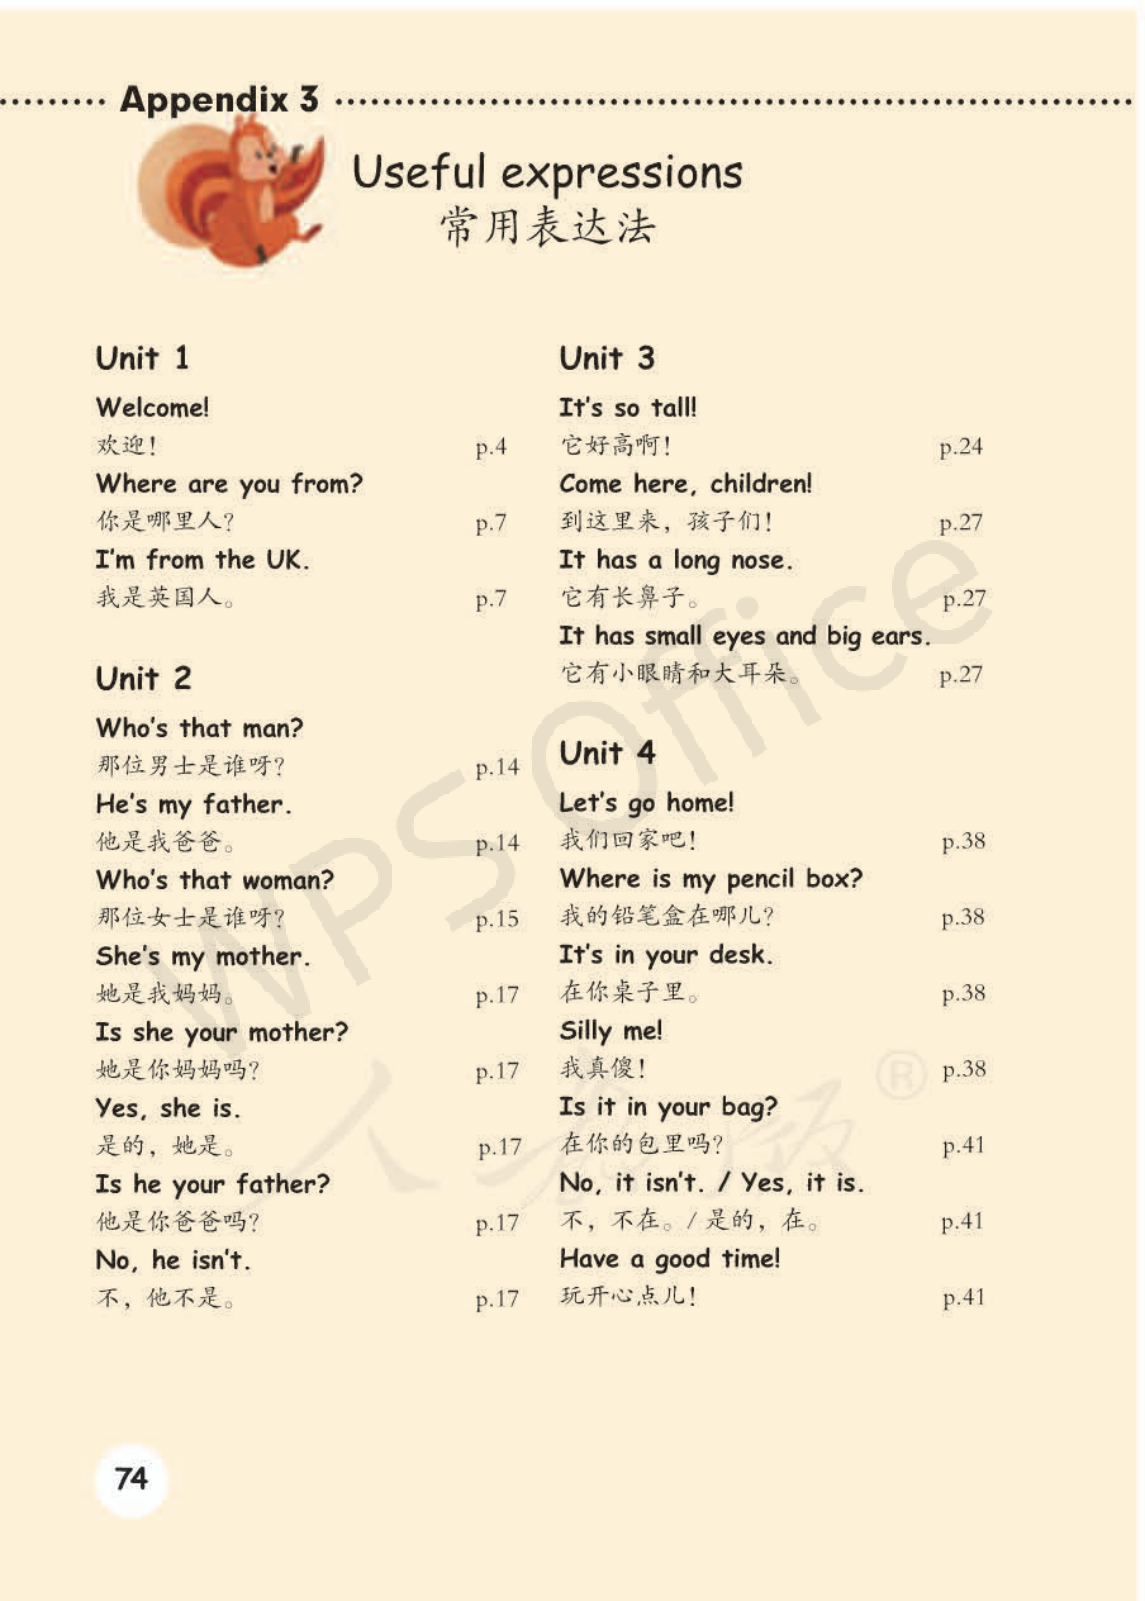 Appendix 3
Useful expressions
常用表达法
Unit 1
Welcome!
欢迎! p.4
Where are you from?
你是哪里人? p.7
I'm from the UK.
我是英国人。 p.7
Unit 2
Who's that man?
那位男士是谁呀? p.14
He's my father.
他是我爸爸。 p.14
Who's that woman?
那位女士是谁呀? p.15
She's my mother.
她是我妈妈。 p.17
Is she your mother?
她是你妈妈吗? p.17
Yes, she is.
是的，她是。 p.17
Is he your father?
他是你爸爸吗? p.17
No, he isn't.
不，他不是。 p.17
Unit 3
It's so tall!
它好高啊! p.24
Come here, children!
到这里来，孩子们! p.27
It has a long nose.
它有长鼻子。 p.27
It has small eyes and big ears.
它有小眼睛和大耳朵。 p.27
Unit 4
Let's go home!
我们回家吧! p.38
Where is my pencil box?
我的铅笔盒在哪儿? p.38
It's in your desk.
在你桌子里。 p.38
Silly me!
我真傻! p.38
Is it in your bag?
在你的包里吗? p.41
No, it isn't. / Yes, it is.
不，不在。/ 是的，在。 p.41
Have a good time!
玩开心点儿! p.41
74
WPS Office
人教版®